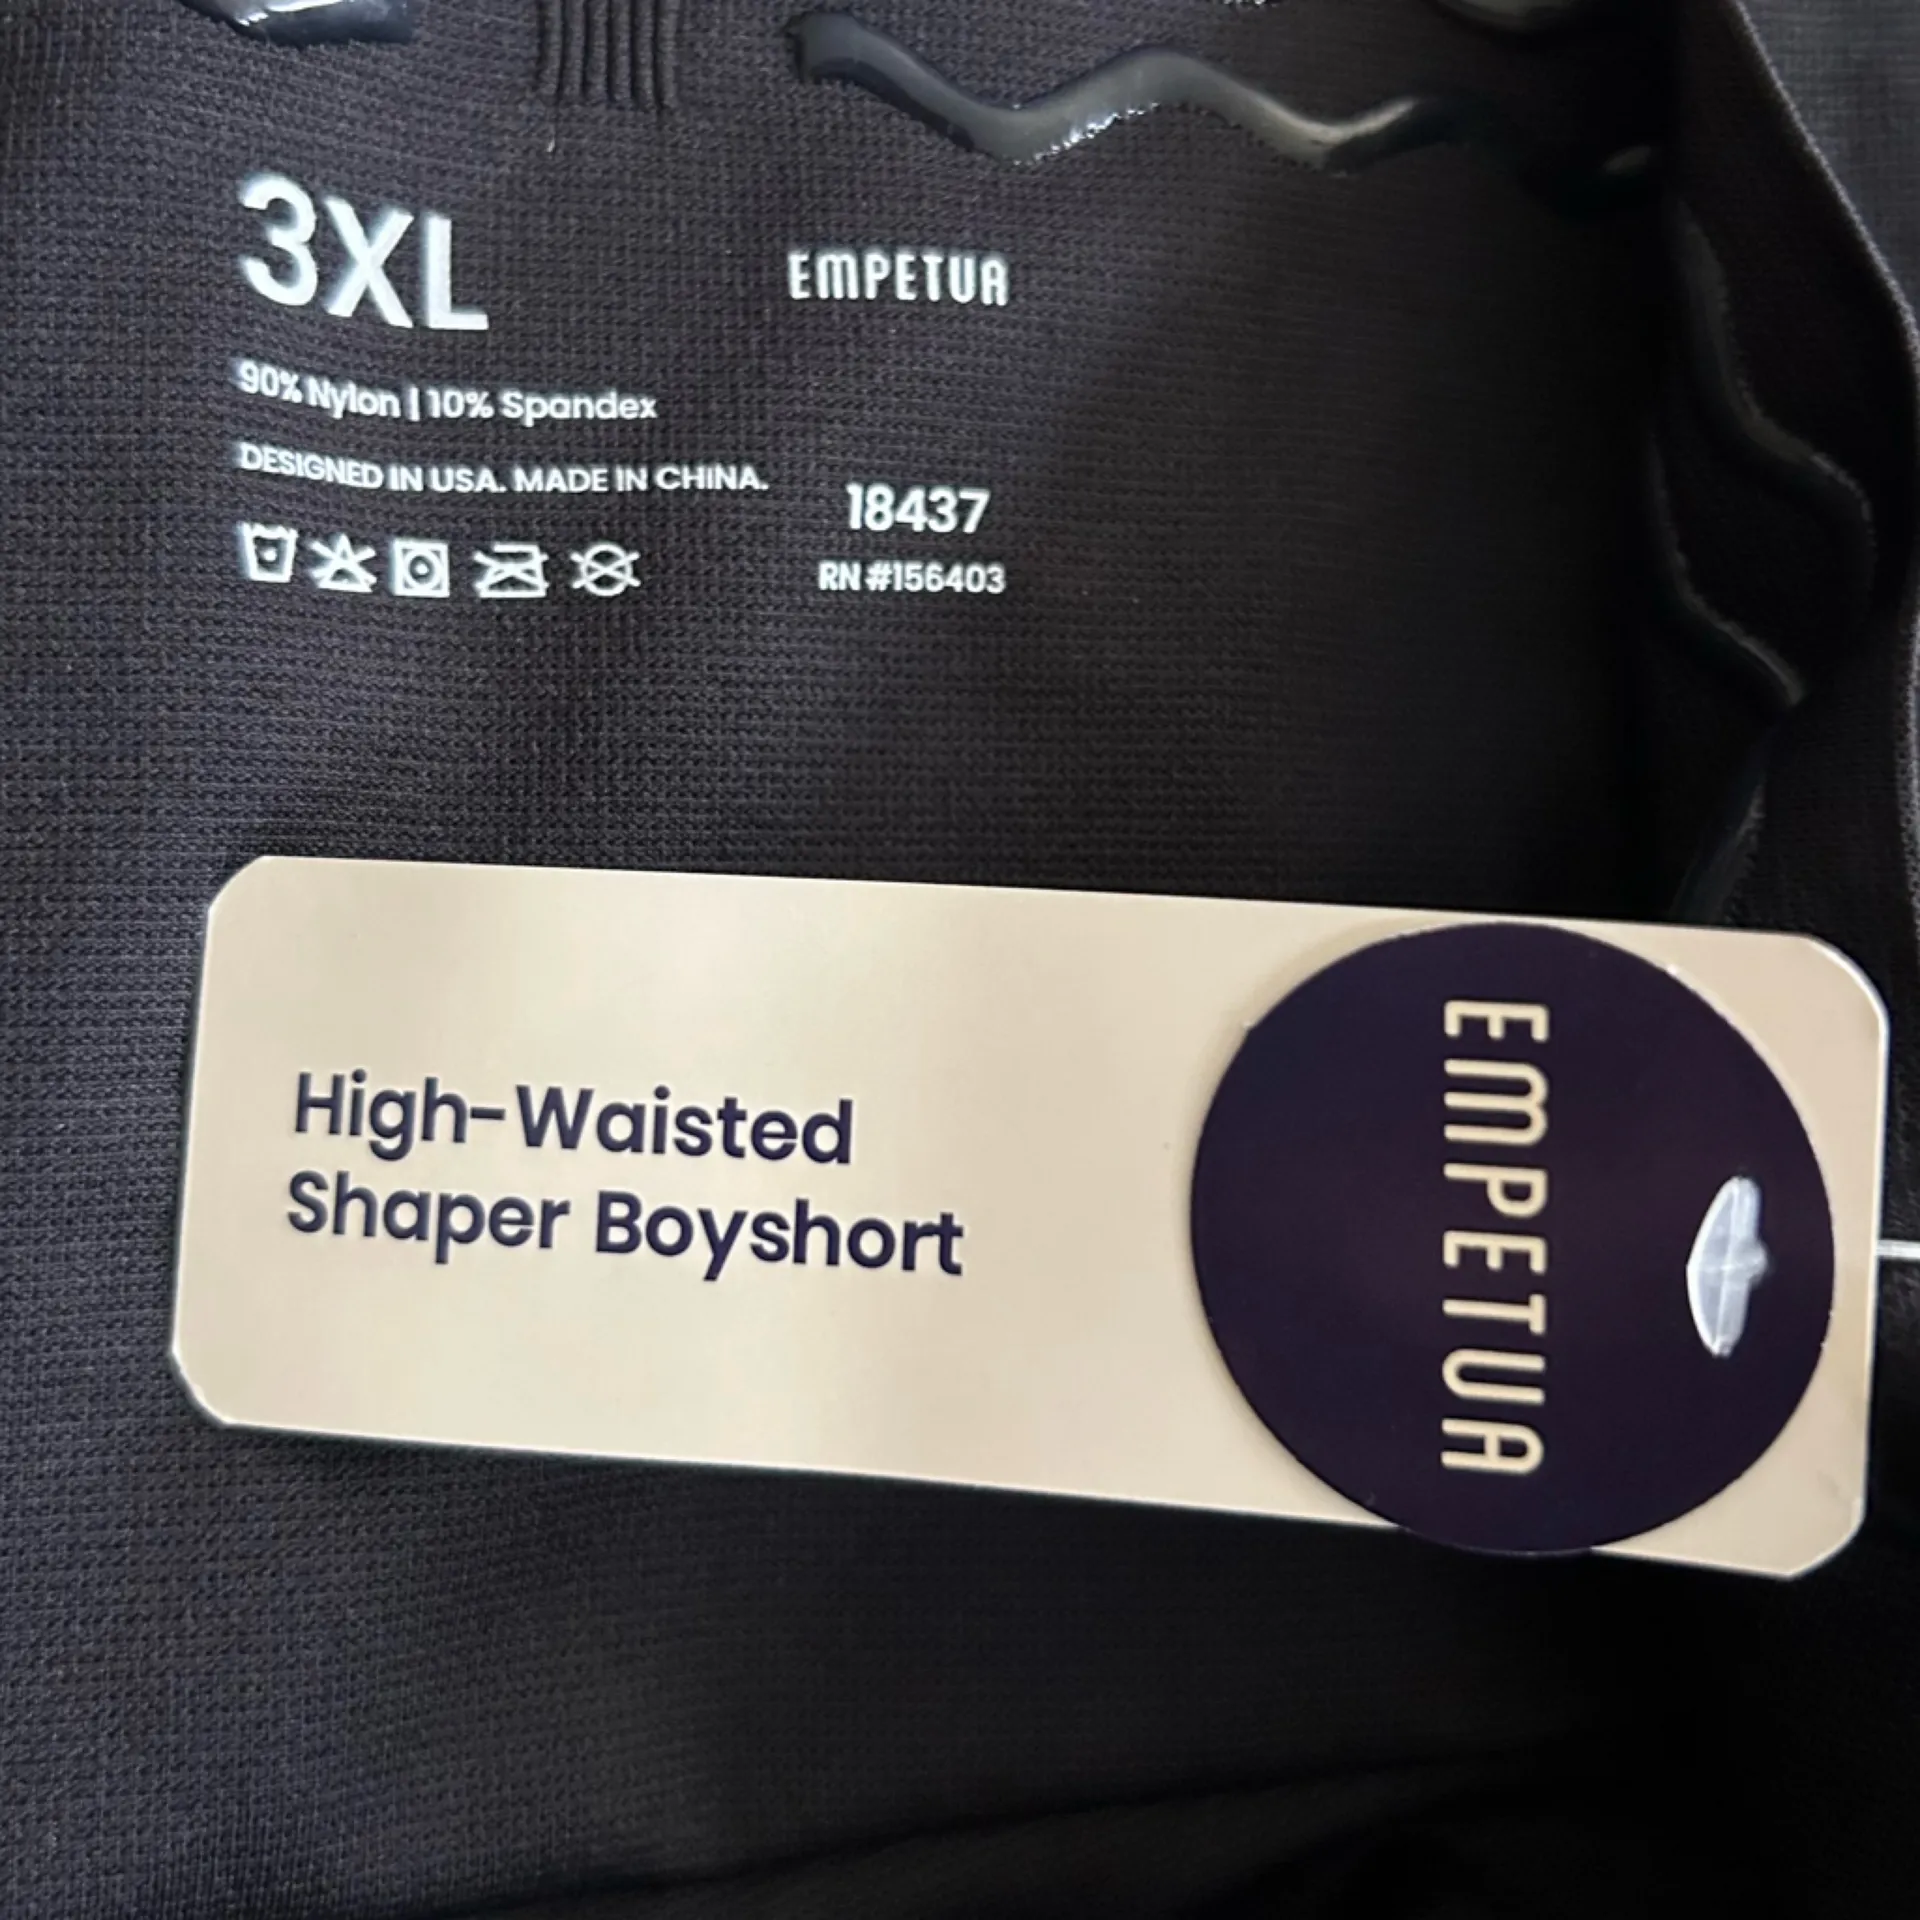 3XL
EMPETUA
90% Nylon | 10% Spandex
DESIGNED IN USA. MADE IN CHINA.
18437
RN #156403
High-Waisted
Shaper Boyshort
EMPETUA